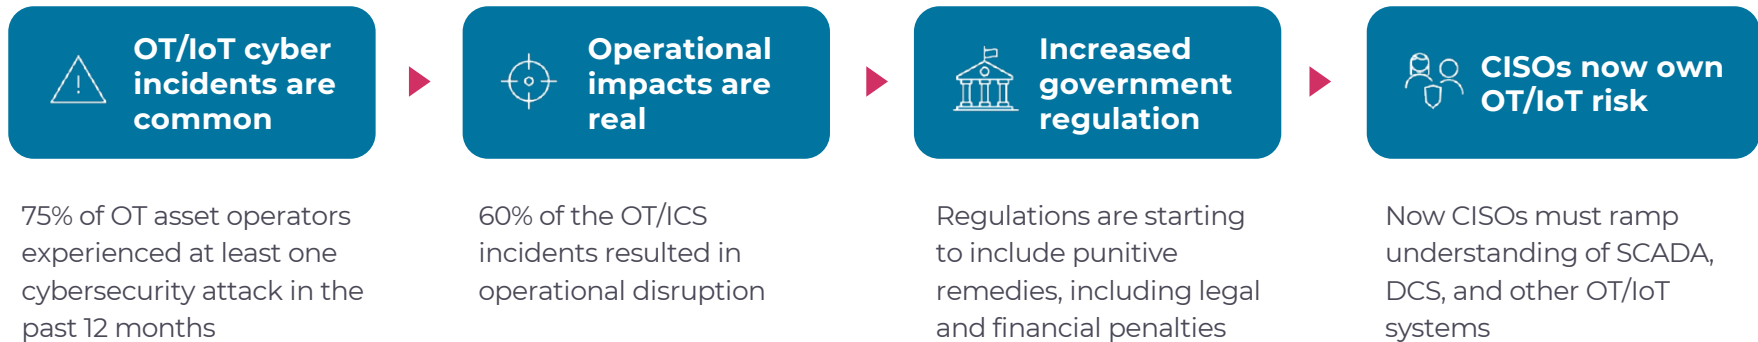 OT/IoT cyber
incidents are
common
75% of OT asset operators
experienced at least one
cybersecurity attack in the
past 12 months
Operational
impacts are
real
60% of the OT/ICS
incidents resulted in
operational disruption
Increased
government
regulation
Regulations are starting
to include punitive
remedies, including legal
and financial penalties
CISOs now own
OT/IoT risk
Now CISOs must ramp
understanding of SCADA,
DCS, and other OT/IoT
systems